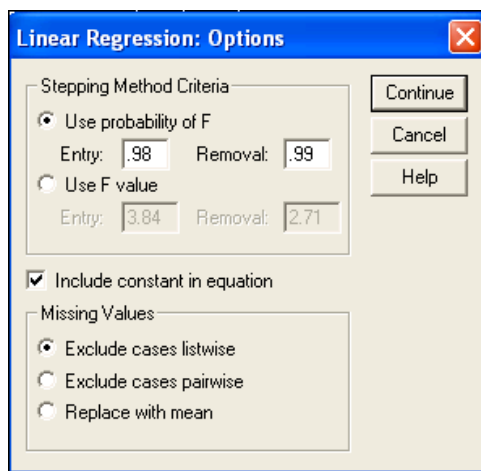 Linear Regression: Options
Stepping Method Criteria
Use probability of F
Entry: .98 Removal: .99
Use F value
Entry: 3.84 Removal: 2.71
Include constant in equation
Missing Values
Exclude cases listwise
Exclude cases pairwise
Replace with mean
Continue
Cancel
Help